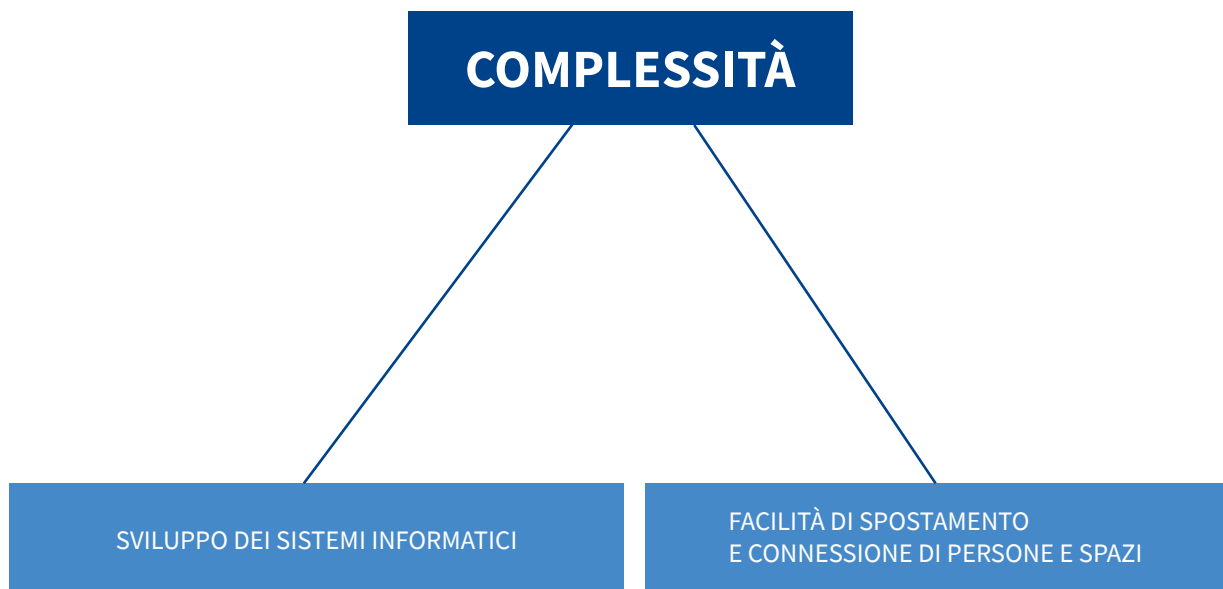 COMPLESSITÀ
SVILUPPO DEI SISTEMI INFORMATICI
FACILITÀ DI SPOSTAMENTO
E CONNESSIONE DI PERSONE E SPAZI